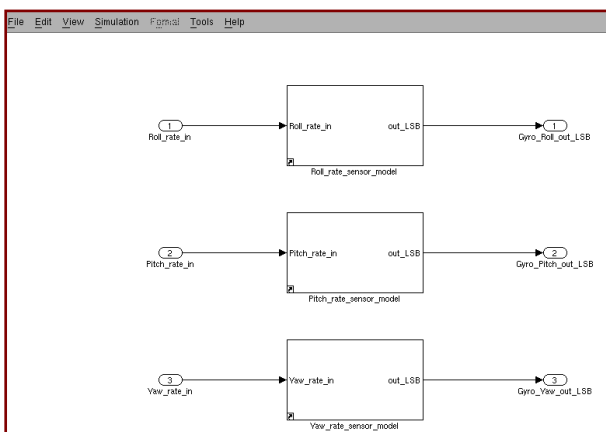 File Edit View Simulation Format Tools Help
1 Roll_rate_in out_LSB 1
Roll_rate_in Gyro_Roll_out_LSB
Roll_rate_sensor_model
2 Pitch_rate_in out_LSB 2
Pitch_rate_in Gyro_Pitch_out_LSB
Pitch_rate_sensor_model
3 Yaw_rate_in out_LSB 3
Yaw_rate_in Gyro_Yaw_out_LSB
Yaw_rate_sensor_model